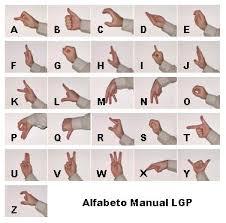 A B C D E
F G H I J
K L M N O
P Q R S T
U V W X Y
Z Alfabeto Manual LGP